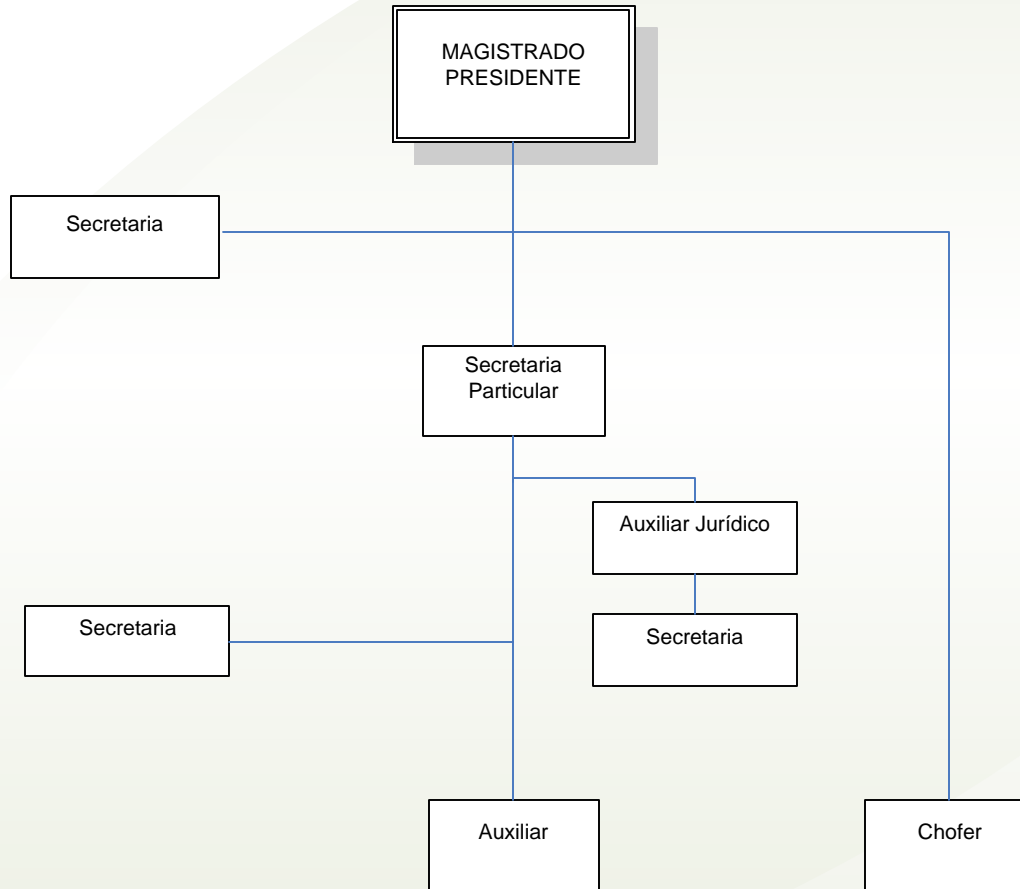 MAGISTRADO
PRESIDENTE
Secretaria
Secretaria
Particular
Auxiliar Jurídico
Secretaria
Secretaria
Auxiliar
Chofer